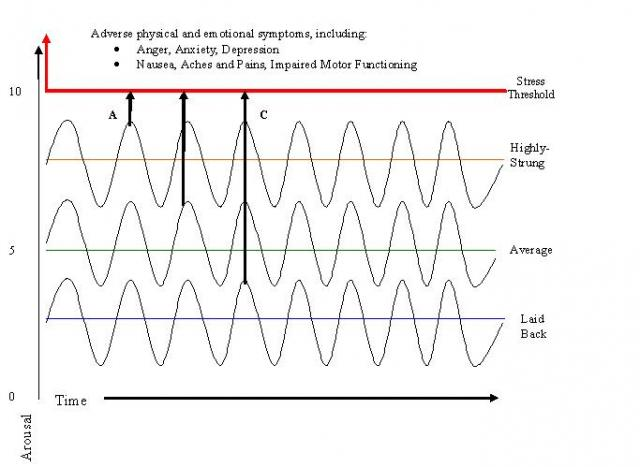 Adverse physical and emotional symptoms, including:
• Anger, Anxiety, Depression
• Nausea, Aches and Pains, Impaired Motor Functioning
10
Stress
Threshold
A
C
Highly-
Strung
5
Average
Laid
Back
0
Time
Arousal